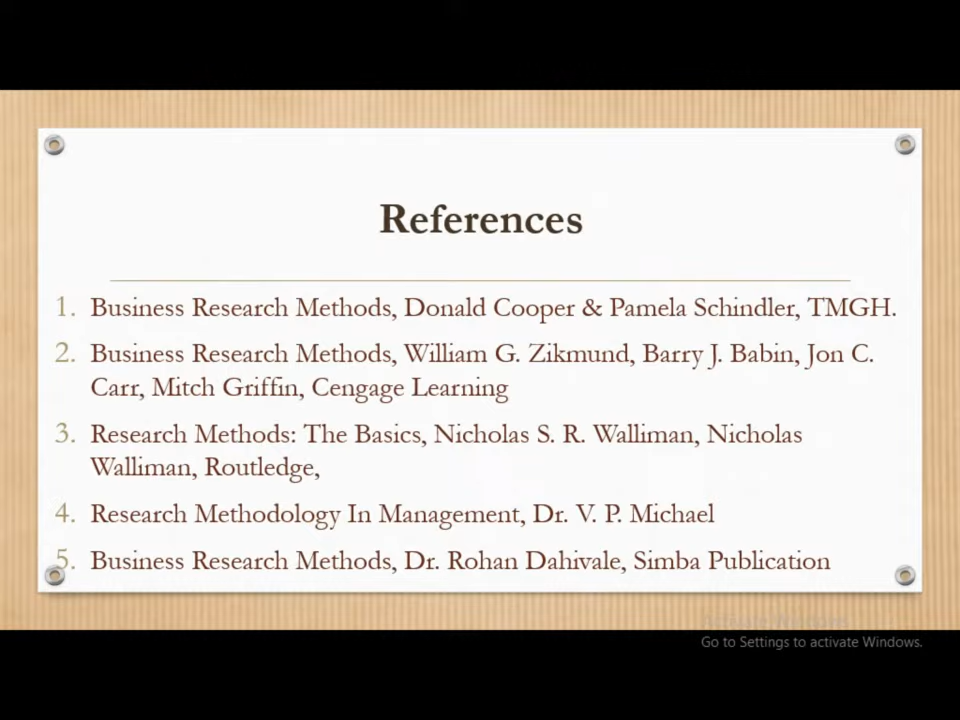 References
1. Business Research Methods, Donald Cooper & Pamela Schindler, TMGH.
2. Business Research Methods, William G. Zikmund, Barry J. Babin, Jon C.
Carr, Mitch Griffin, Cengage Learning
3. Research Methods: The Basics, Nicholas S. R. Walliman, Nicholas
Walliman, Routledge,
4. Research Methodology In Management, Dr. V. P. Michael
5. Business Research Methods, Dr. Rohan Dahivale, Simba Publication
Activate Windows
Go to Settings to activate Windows.